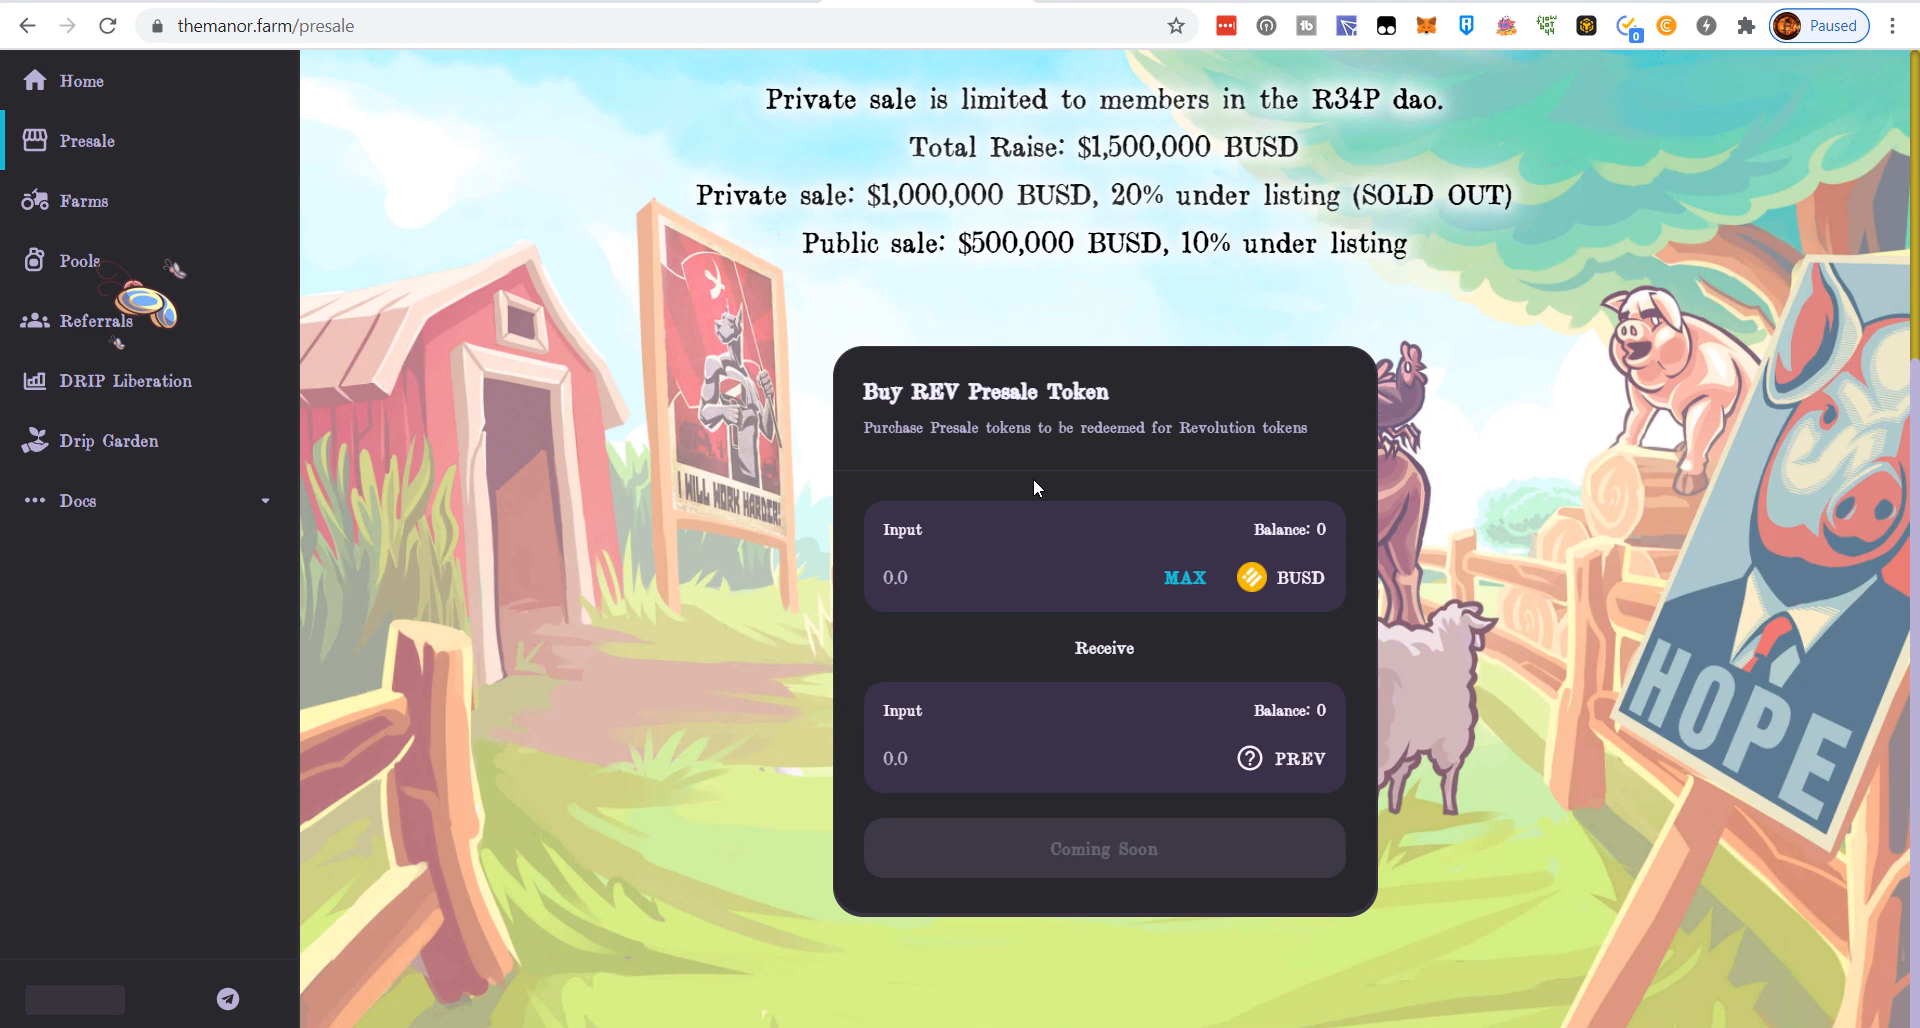 themanor.farm/presale
Paused
0
Home
Presale
Farms
Pools
Referrals
DRIP Liberation
Drip Garden
Docs
Private sale is limited to members in the R34P dao.
Total Raise: $1,500,000 BUSD
Private sale: $1,000,000 BUSD, 20% under listing (SOLD OUT)
Public sale: $500,000 BUSD, 10% under listing
I WILL WORK HARDER!
Buy REV Presale Token
Purchase Presale tokens to be redeemed for Revolution tokens
Input Balance: 0
0.0 MAX BUSD
Receive
Input Balance: 0
0.0 PREV
Coming Soon
HOPE